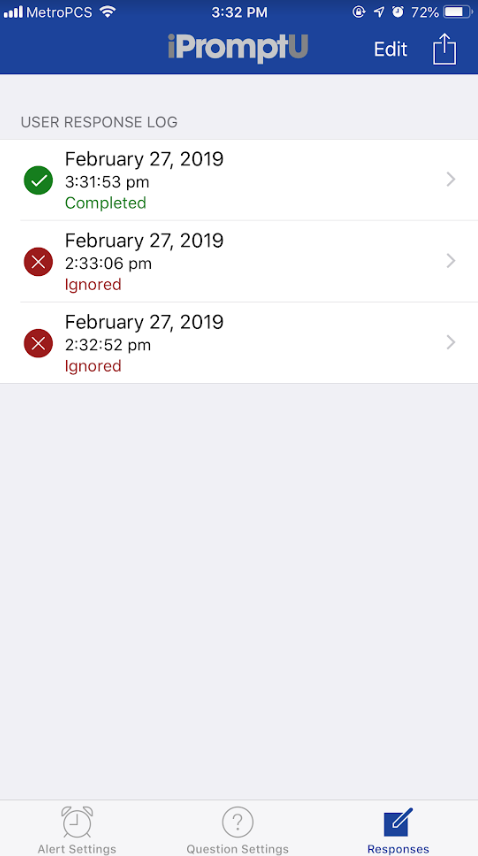 MetroPCS 3:32 PM 72%
iPromptU Edit
USER RESPONSE LOG
February 27, 2019
3:31:53 pm
Completed
February 27, 2019
2:33:06 pm
Ignored
February 27, 2019
2:32:52 pm
Ignored
Alert Settings Question Settings Responses